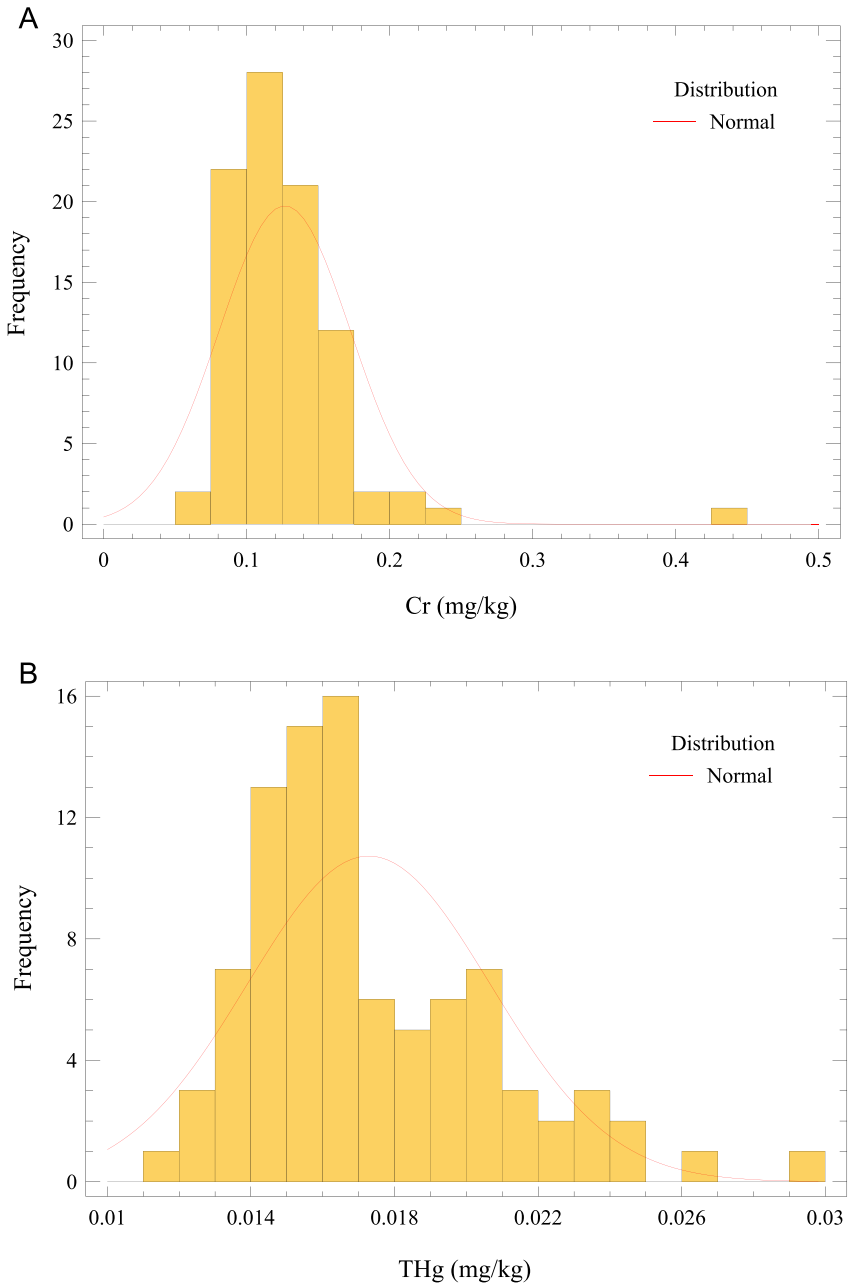 A
30
25
20
15
10
5
0
Frequency
Distribution
Normal
0 0.1 0.2 0.3 0.4 0.5
Cr (mg/kg)
B
16
12
8
4
0
Frequency
Distribution
Normal
0.01 0.014 0.018 0.022 0.026 0.03
THg (mg/kg)